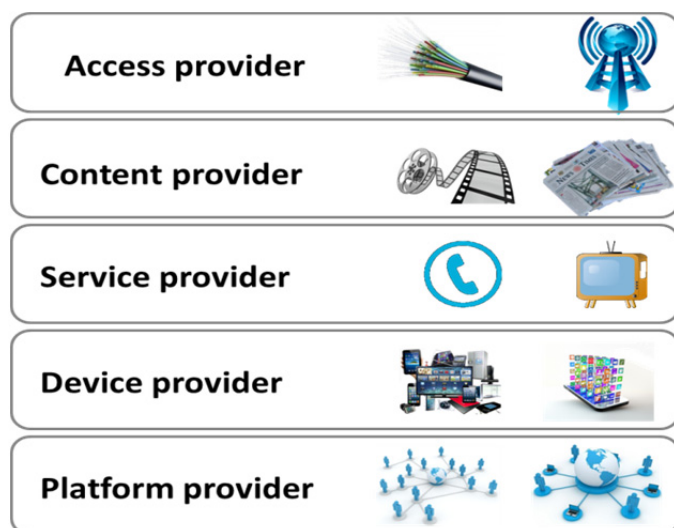 Access provider
Content provider
Service provider
Device provider
Platform provider